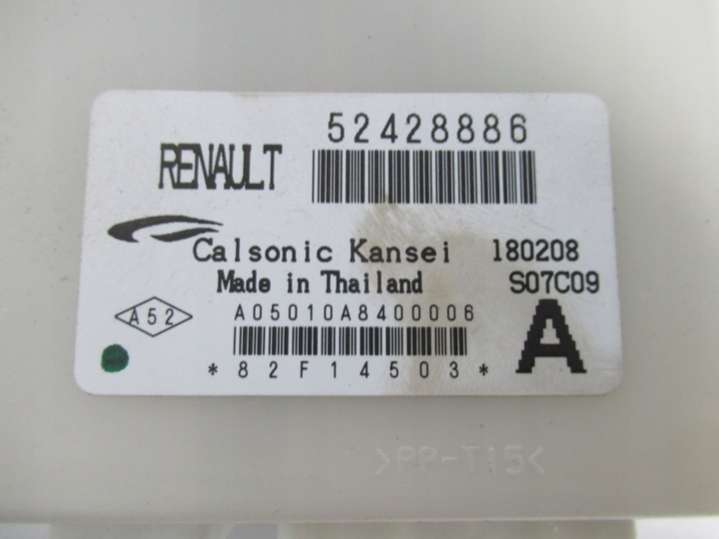 52428886
RENAULT
Calsonic Kansei 180208
Made in Thailand S07C09
A52
A05010A8400006
A
*82F14503*
>PP-T15<